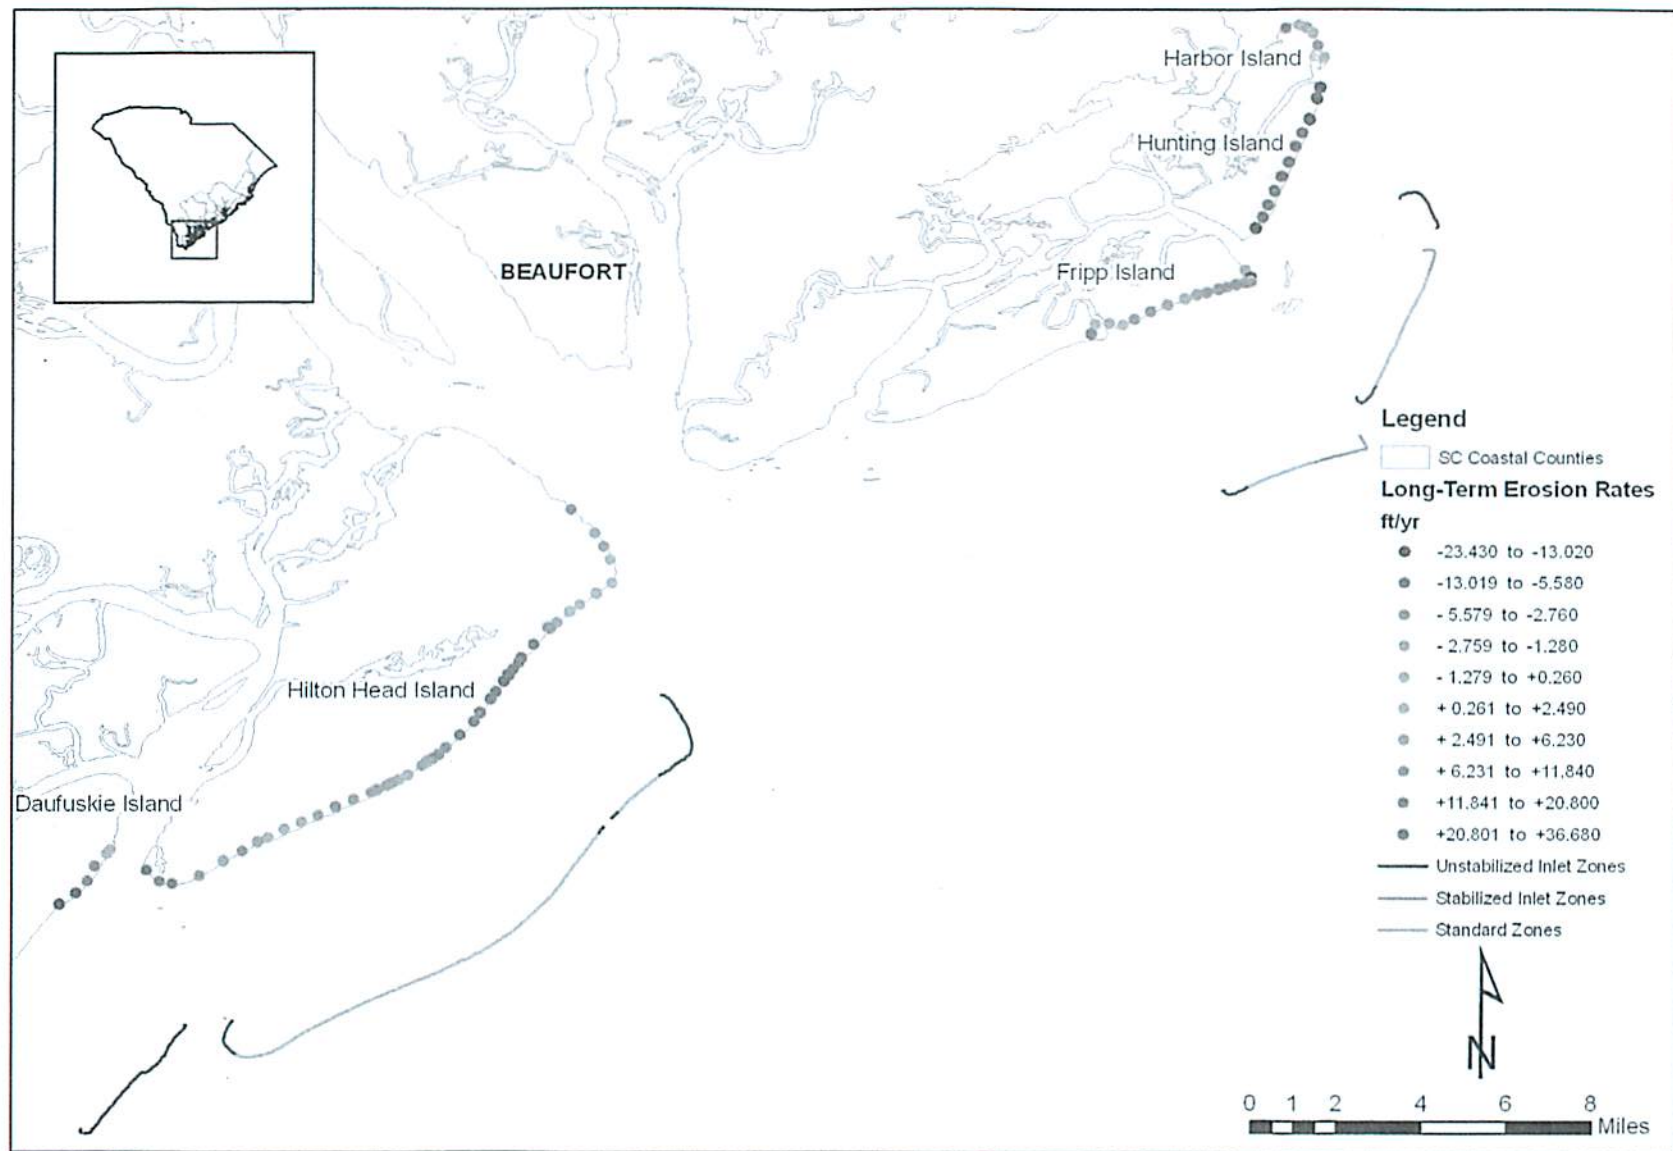 Harbor Island
Hunting Island
BEAUFORT
Fripp Island
Hilton Head Island
Daufuskie Island
Legend
SC Coastal Counties
Long-Term Erosion Rates
ft/yr
-23.430 to -13.020
-13.019 to -5.580
- 5.579 to -2.760
- 2.759 to -1.280
- 1.279 to +0.260
+ 0.261 to +2.490
+ 2.491 to +6.230
+ 6.231 to +11.840
+11.841 to +20.800
+20.801 to +36.680
Unstabilized Inlet Zones
Stabilized Inlet Zones
Standard Zones
N
0 1 2 4 6 8
Miles